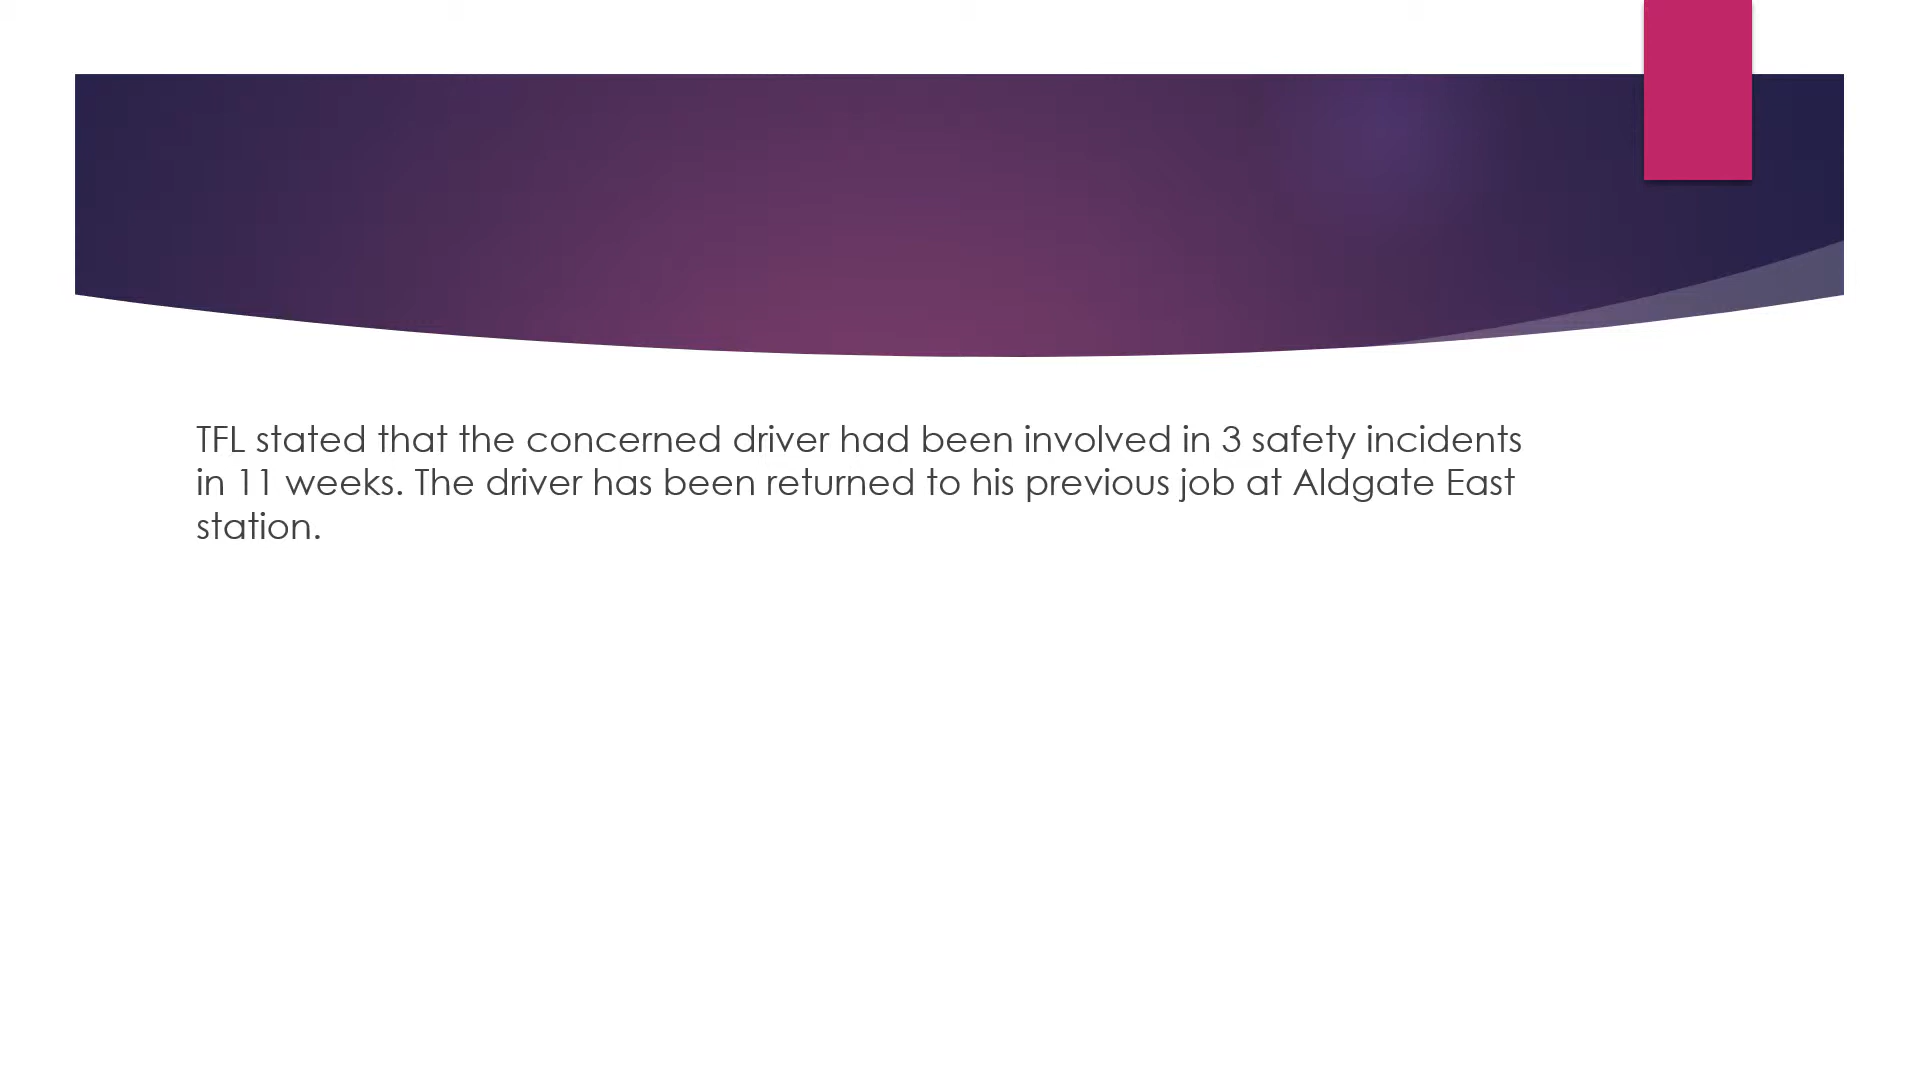 TFL stated that the concerned driver had been involved in 3 safety incidents
in 11 weeks. The driver has been returned to his previous job at Aldgate East
station.